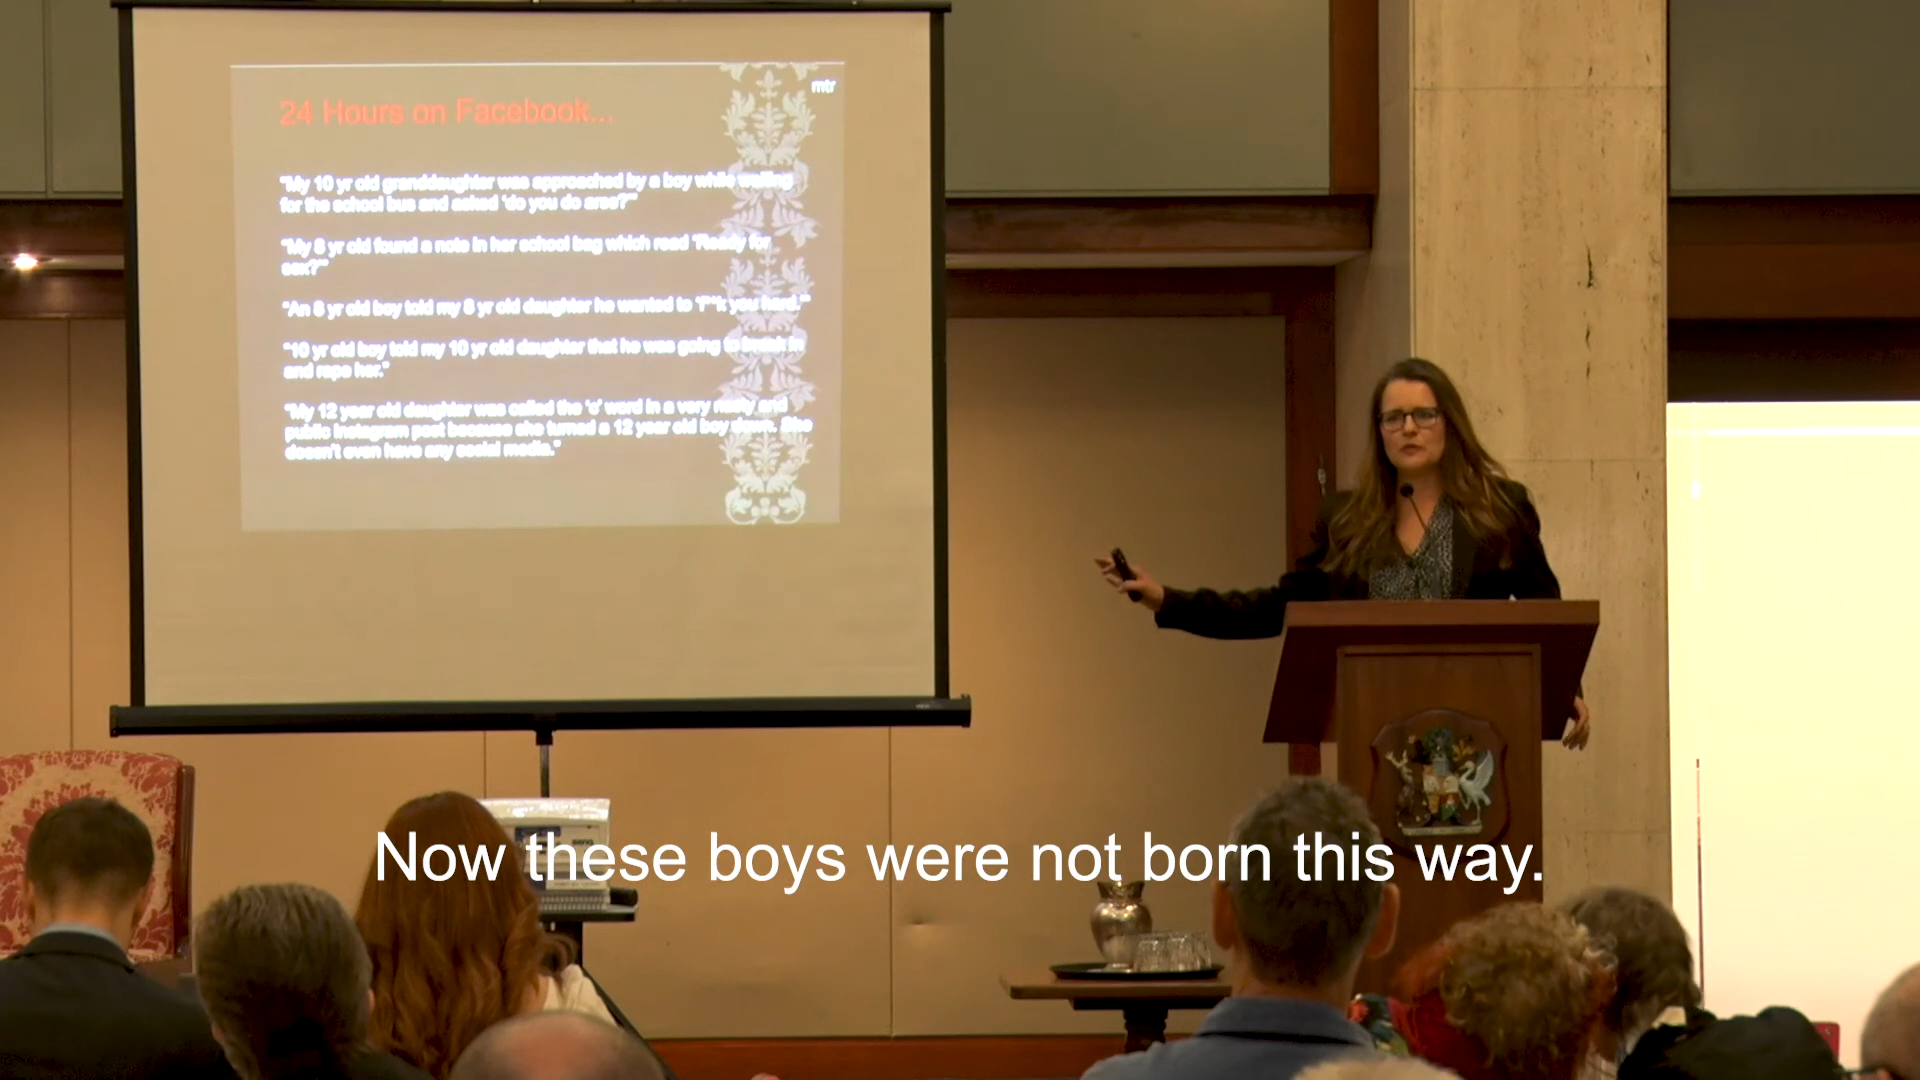 mtr
24 Hours on Facebook...
"My 10 yr old granddaughter was approached by a boy while waiting
for the school bus and asked 'do you do arse?'"
"My 8 yr old found a note in her school bag which read 'Ready for
sex?'"
"An 8 yr old boy told my 8 yr old daughter he wanted to 'f**k you hard.'"
"10 yr old boy told my 10 yr old daughter that he was going to break in
and rape her."
"My 12 year old daughter was called the 'c' word in a very nasty and
public Instagram post because she turned a 12 year old boy down. She
doesn't even have any social media."
Now these boys were not born this way.